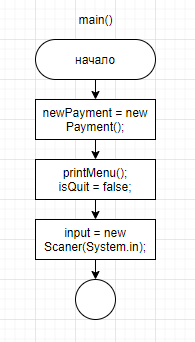 main()
начало
newPayment = new
Payment();
printMenu();
isQuit = false;
input = new
Scaner(System.in);